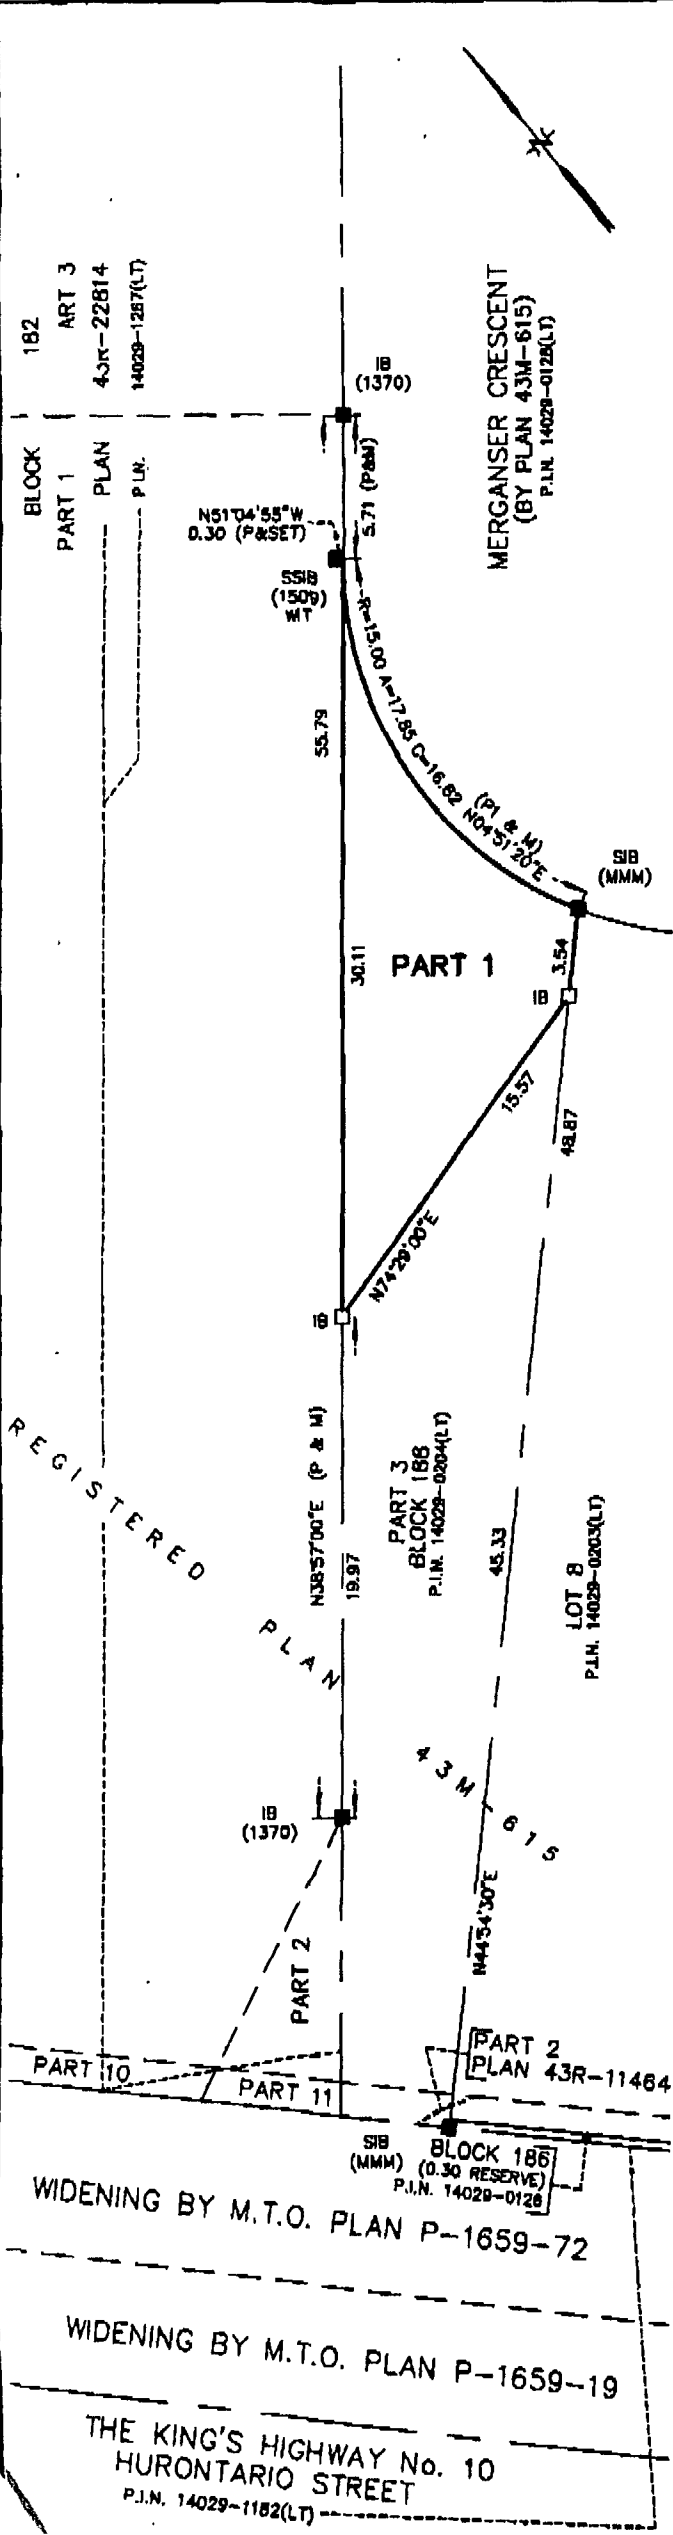 BLOCK 182
PART 1 ART 3
PLAN 43R-22814
P.I.N. 14029-1267(LT)
MERGANSER CRESCENT
(BY PLAN 43M-615)
P.I.N. 14029-0128(LT)
IB
(1370)
5.71 (P&M)
N51°04'55"W
0.30 (P&SET)
SSIB
(1509)
WIT
R=15.00 A=17.85 C=16.82 N04°51'20"E
(P1 & M)
55.79
SIB
(MMM)
3.54
30.11
PART 1
IB
15.57
48.87
N74°29'00"E
IB
REGISTERED PLAN 43M-615
N38°57'00"E (P & M)
19.97
PART 3
BLOCK 188
P.I.N. 14029-0204(LT)
45.33
LOT 8
P.I.N. 14029-0203(LT)
IB
(1370)
N44°54'30"E
PART 2
PART 2
PLAN 43R-11464
PART 10
PART 11
SIB
(MMM)
BLOCK 186
(0.30 RESERVE)
P.I.N. 14029-0126
WIDENING BY M.T.O. PLAN P-1659-72
WIDENING BY M.T.O. PLAN P-1659-19
THE KING'S HIGHWAY No. 10
HURONTARIO STREET
P.I.N. 14029-1182(LT)